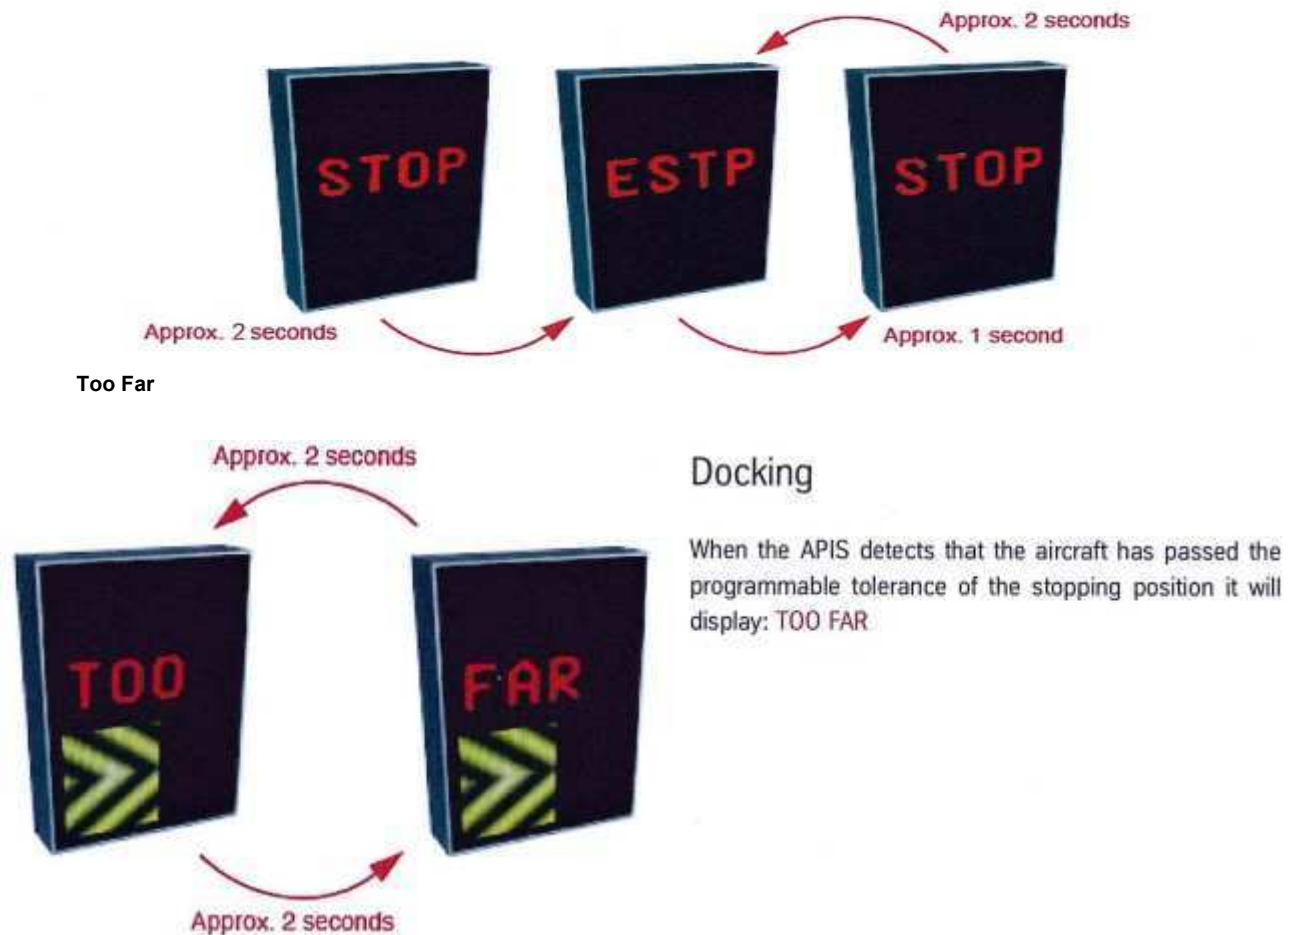 Approx. 2 seconds
STOP
ESTP
STOP
Approx. 2 seconds
Approx. 1 second
Too Far
Approx. 2 seconds
Docking
When the APIS detects that the aircraft has passed the
programmable tolerance of the stopping position it will
display: TOO FAR
TOO
FAR
Approx. 2 seconds